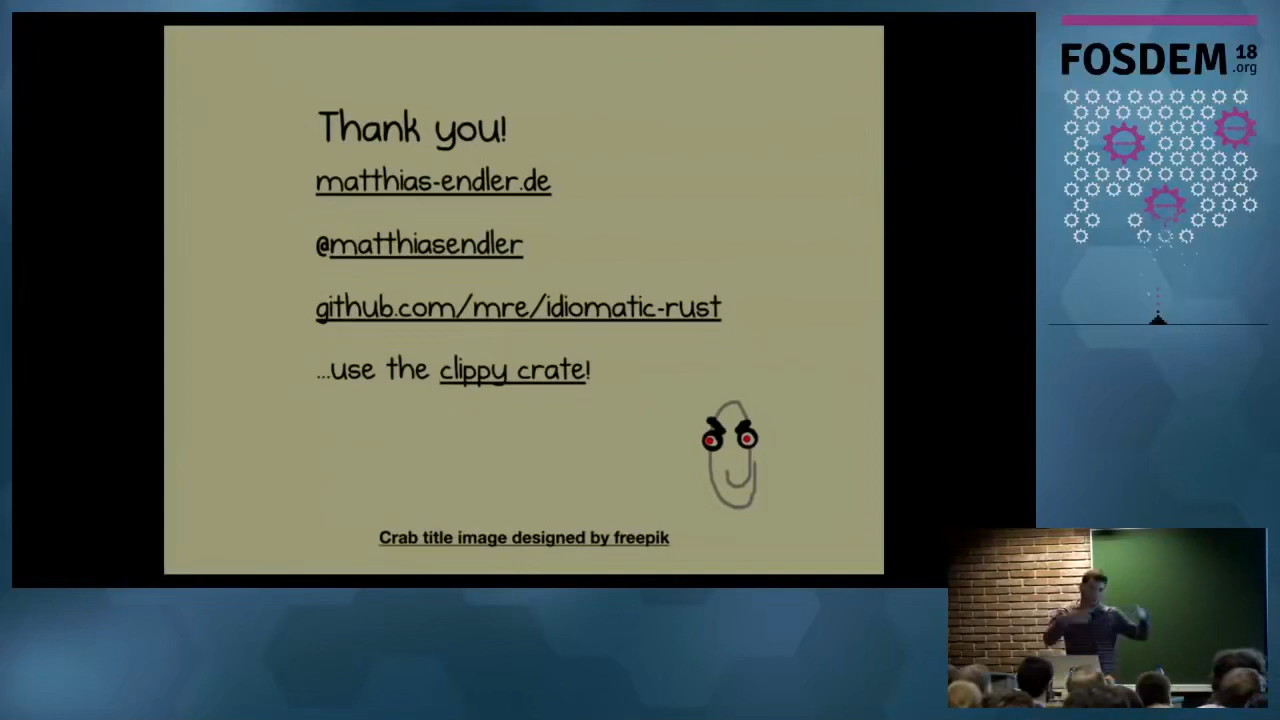 Thank you!
matthias-endler.de
@matthiasendler
github.com/mre/idiomatic-rust
...use the clippy crate!
Crab title image designed by freepik
FOSDEM 18
.org